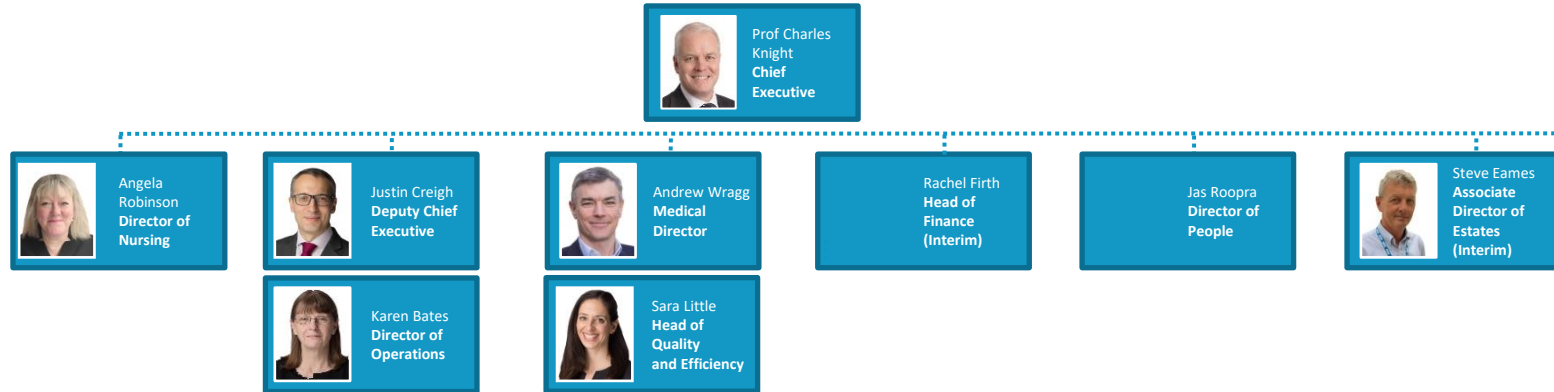 Prof Charles
Knight
Chief
Executive
Angela
Robinson
Director of
Nursing
Justin Creigh
Deputy Chief
Executive
Andrew Wragg
Medical
Director
Rachel Firth
Head of
Finance
(Interim)
Jas Roopra
Director of
People
Steve Eames
Associate
Director of
Estates
(Interim)
Karen Bates
Director of
Operations
Sara Little
Head of
Quality
and Efficiency